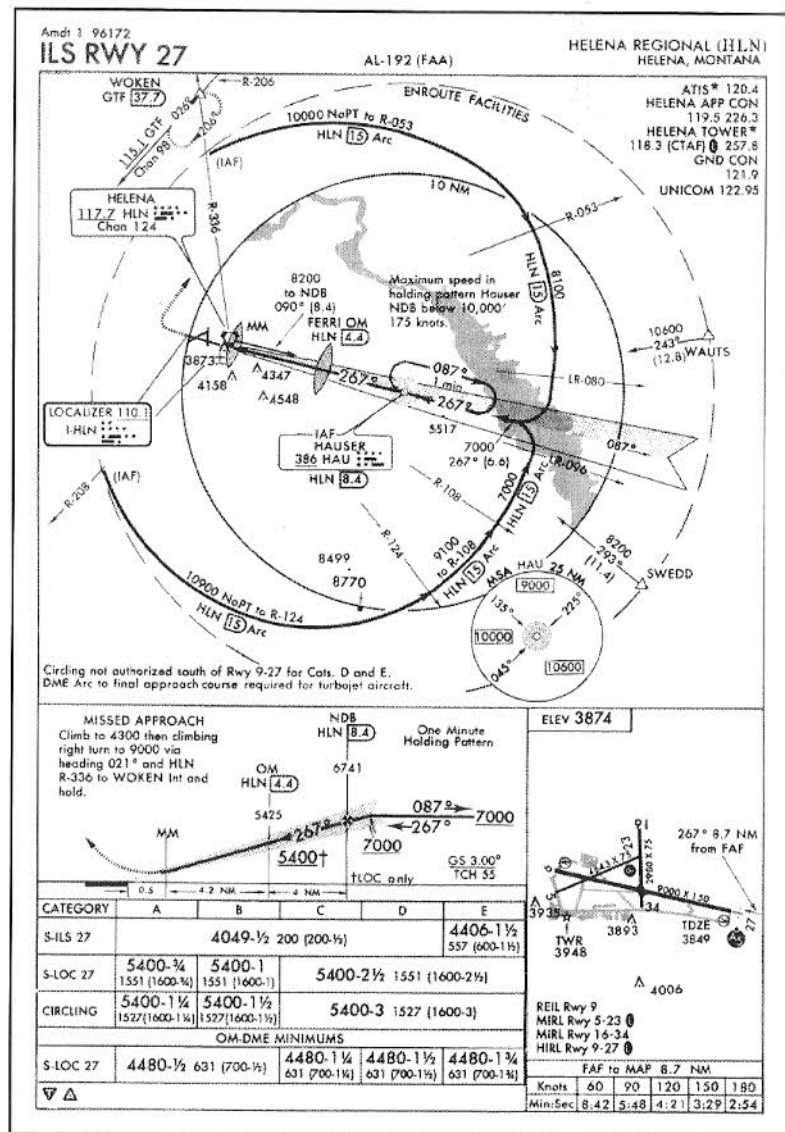 Amdt 1 96172
ILS RWY 27
AL-192 (FAA)
HELENA REGIONAL (HLN)
HELENA, MONTANA
ATIS* 120.4
HELENA APP CON
119.5 226.3
HELENA TOWER*
118.3 (CTAF) 257.8
GND CON
121.9
UNICOM 122.95
WOKEN
GTF 37.7
R-206
026°
206°
115.1 GTF
Chan 98
(IAF)
ENROUTE FACILITIES
10000 NoPT to R-053
HLN 15 Arc
10 NM
R-053
HELENA
117.7 HLN
Chan 124
R-336
8200
to NDB
090° (8.4)
Maximum speed in
holding pattern Hauser
NDB below 10,000'
175 knots.
8100
HLN 15 Arc
MM
FERRI OM
HLN 4.4
10600
243°
(12.8)
WAUTS
3873
4158
4347
4548
267°
087°
1 min
267°
LR-080
LOCALIZER 110.1
I-HLN
IAF
HAUSER
386 HAU
HLN 8.4
5517
7000
267° (6.6)
087°
LR-096
R-208
(IAF)
R-108
7000
HLN 15 Arc
R-124
9100
to R-108
HLN 15 Arc
8499
8770
8200
293°
(11.4)
SWEDD
10900 NoPT to R-124
HLN 15 Arc
MSA HAU 25 NM
9000
135°
225°
10000
045°
10600
Circling not authorized south of Rwy 9-27 for Cats. D and E.
DME Arc to final approach course required for turbojet aircraft.
MISSED APPROACH
Climb to 4300 then climbing
right turn to 9000 via
heading 021° and HLN
R-336 to WOKEN Int and
hold.
NDB
HLN 8.4
One Minute
Holding Pattern
6741
OM
HLN 4.4
5425
087°
267°
7000
267°
7000
5400†
MM
GS 3.00°
TCH 55
†LOC only
0.5
4.2 NM
4 NM
ELEV 3874
267° 8.7 NM
from FAF
2980 X 75
9000 X 150
23
5
9
34
27
3935
TWR
3948
3893
TDZE
3849
4006
REIL Rwy 9
MIRL Rwy 5-23
MIRL Rwy 16-34
HIRL Rwy 9-27
CATEGORY A B C D E
S-ILS 27 4049-½ 200 (200-½) 4406-1½ 557 (600-1½)
S-LOC 27 5400-¾ 1551 (1600-¾) 5400-1 1551 (1600-1) 5400-2½ 1551 (1600-2½)
CIRCLING 5400-1¼ 1527 (1600-1¼) 5400-1½ 1527 (1600-1½) 5400-3 1527 (1600-3)
OM-DME MINIMUMS
S-LOC 27 4480-½ 631 (700-½) 4480-1¼ 631 (700-1¼) 4480-1½ 631 (700-1½) 4480-1¾ 631 (700-1¾)
FAF to MAP 8.7 NM
Knots 60 90 120 150 180
Min:Sec 8:42 5:48 4:21 3:29 2:54